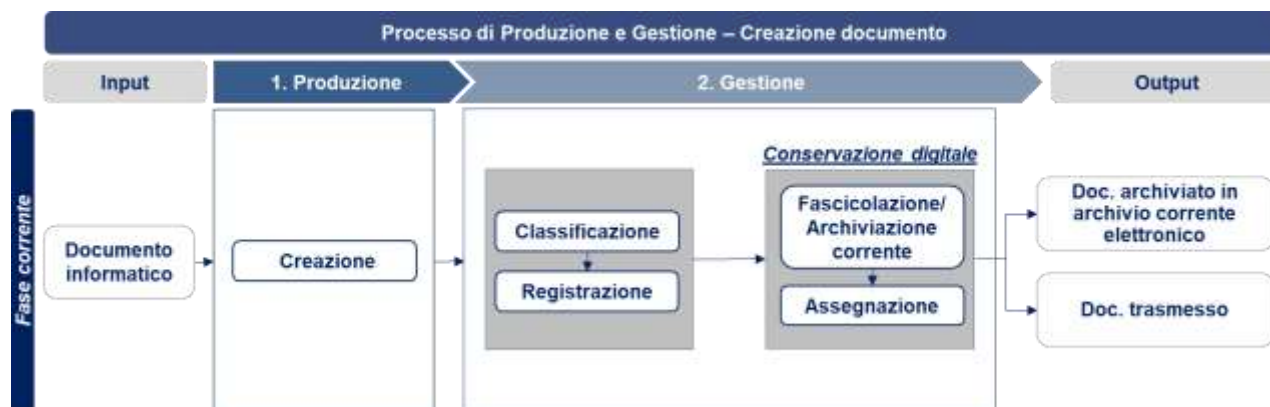 Processo di Produzione e Gestione – Creazione documento
Input
1. Produzione
2. Gestione
Output
Fase corrente
Documento
informatico
Creazione
Classificazione
Registrazione
Conservazione digitale
Fascicolazione/
Archiviazione
corrente
Assegnazione
Doc. archiviato in
archivio corrente
elettronico
Doc. trasmesso